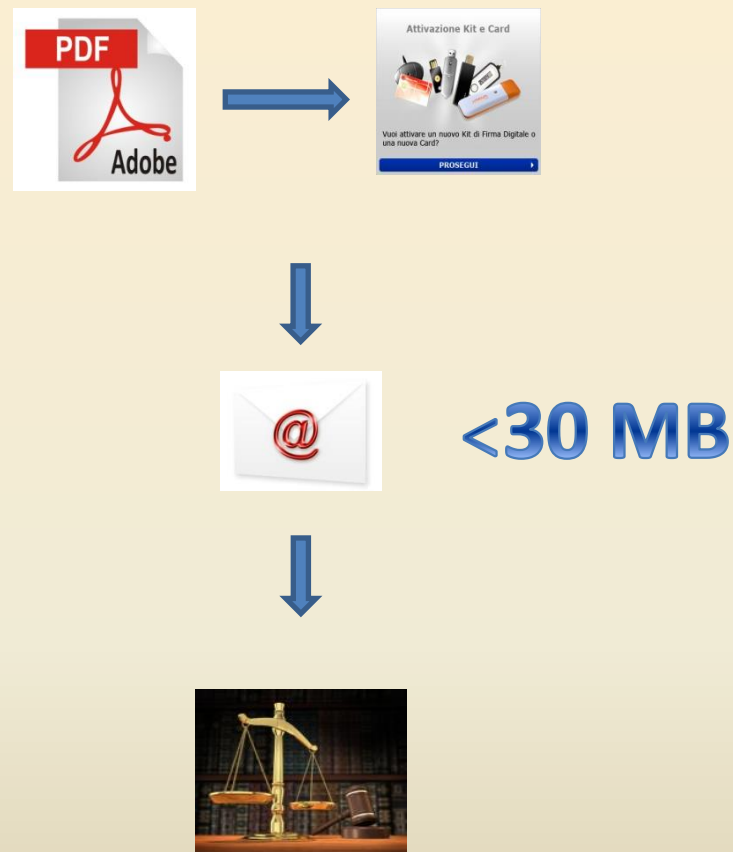 PDF
Adobe
Attivazione Kit e Card
Vuoi attivare un nuovo Kit di Firma Digitale o
una nuova Card?
PROSEGUI
@
<30 MB